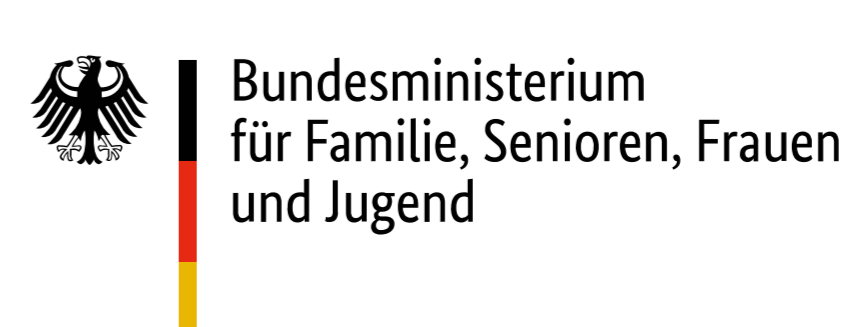 Bundesministerium
für Familie, Senioren, Frauen
und Jugend